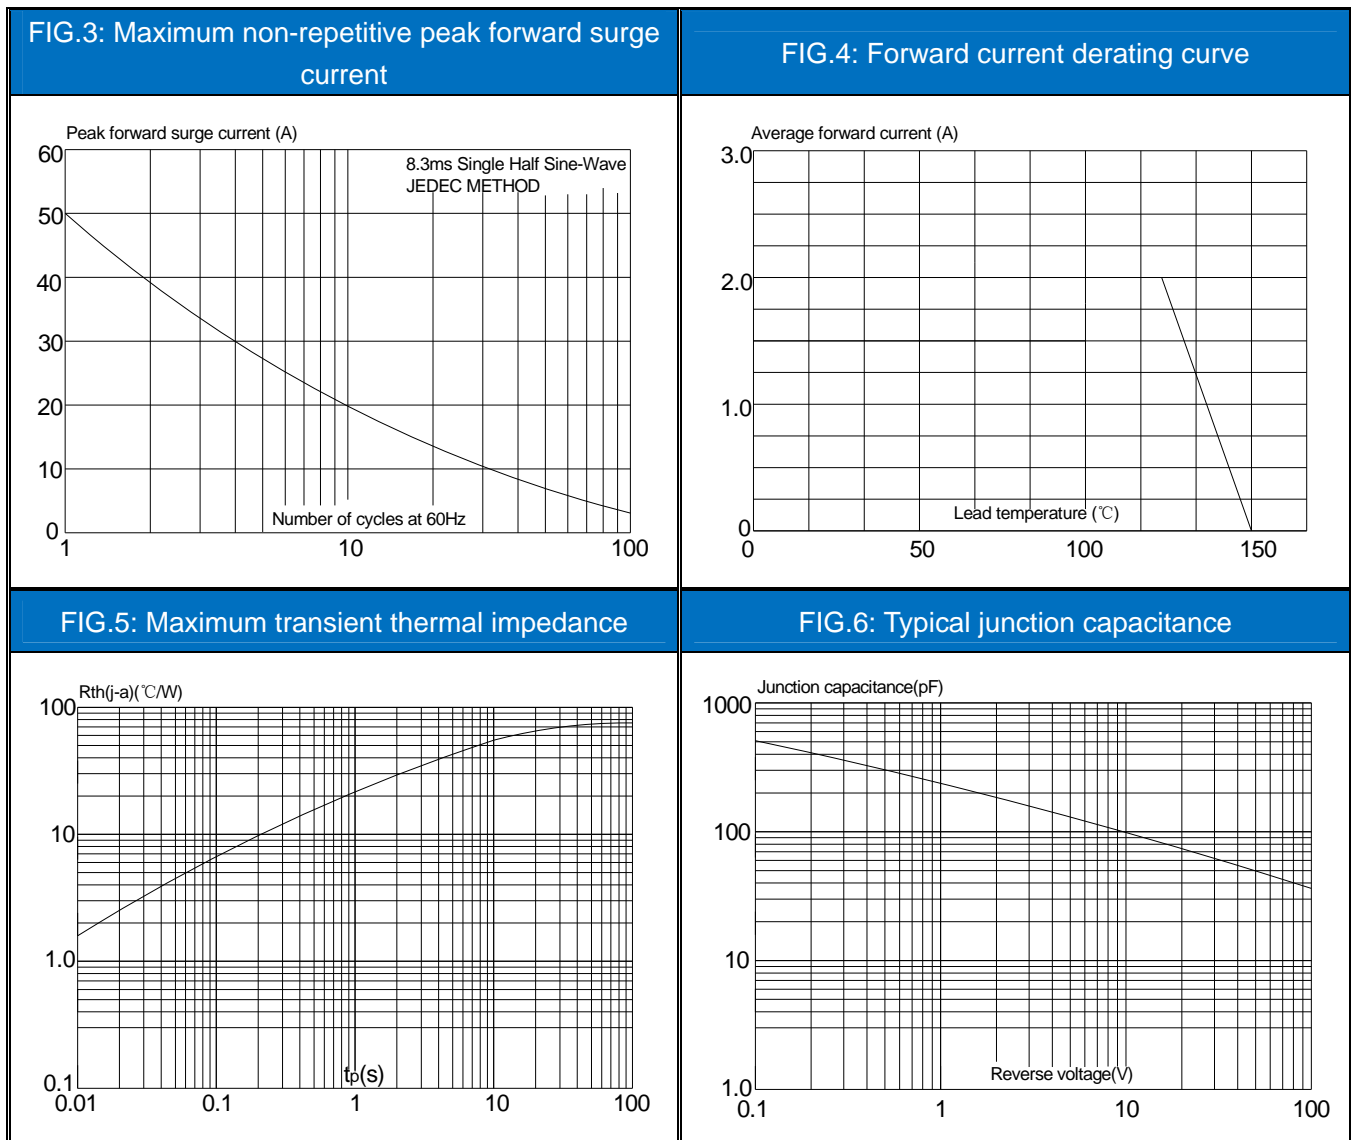 FIG.3: Maximum non-repetitive peak forward surge
current
Peak forward surge current (A)
8.3ms Single Half Sine-Wave
JEDEC METHOD
60
50
40
30
20
10
0
Number of cycles at 60Hz
1 10 100
FIG.4: Forward current derating curve
Average forward current (A)
3.0
2.0
1.0
0
Lead temperature (℃)
0 50 100 150
FIG.5: Maximum transient thermal impedance
Rth(j-a)(℃/W)
100
10
1.0
0.1
tp(s)
0.01 0.1 1 10 100
FIG.6: Typical junction capacitance
Junction capacitance(pF)
1000
100
10
1.0
Reverse voltage(V)
0.1 1 10 100